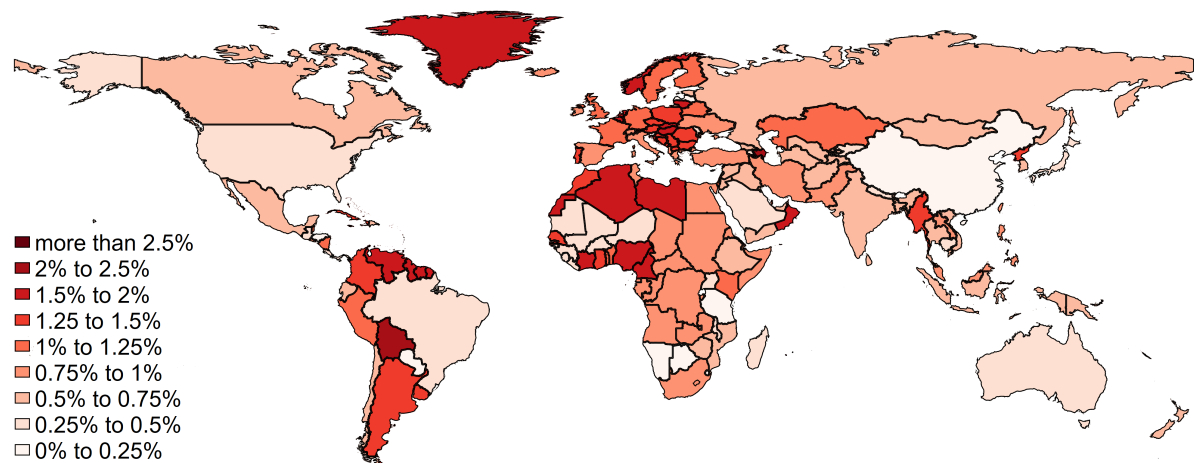 more than 2.5%
2% to 2.5%
1.5% to 2%
1.25 to 1.5%
1% to 1.25%
0.75% to 1%
0.5% to 0.75%
0.25% to 0.5%
0% to 0.25%